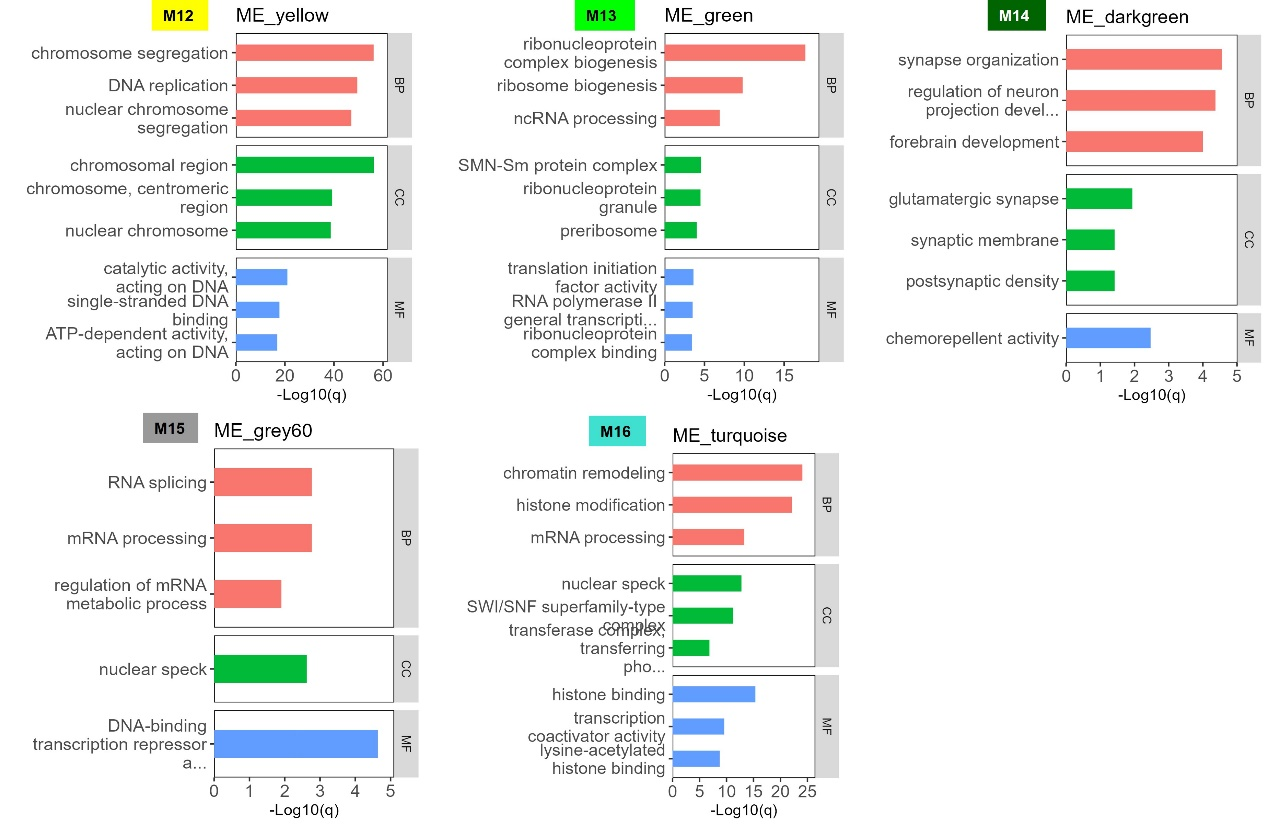 M12
ME_yellow
chromosome segregation
DNA replication
nuclear chromosome
segregation
BP
chromosomal region
chromosome, centromeric
region
nuclear chromosome
CC
catalytic activity,
acting on DNA
single-stranded DNA
binding
ATP-dependent activity,
acting on DNA
MF
0 20 40 60
-Log10(q)
M13
ME_green
ribonucleoprotein
complex biogenesis
ribosome biogenesis
ncRNA processing
BP
SMN-Sm protein complex
ribonucleoprotein
granule
preribosome
CC
translation initiation
factor activity
RNA polymerase II
general transcripti...
ribonucleoprotein
complex binding
MF
0 5 10 15
-Log10(q)
M14
ME_darkgreen
synapse organization
regulation of neuron
projection devel...
forebrain development
BP
glutamatergic synapse
synaptic membrane
postsynaptic density
CC
chemorepellent activity
MF
0 1 2 3 4 5
-Log10(q)
M15
ME_grey60
RNA splicing
mRNA processing
regulation of mRNA
metabolic process
BP
nuclear speck
CC
DNA-binding
transcription repressor
a...
MF
0 1 2 3 4 5
-Log10(q)
M16
ME_turquoise
chromatin remodeling
histone modification
mRNA processing
BP
nuclear speck
SWI/SNF superfamily-type
complex
transferase complex,
transferring
pho...
CC
histone binding
transcription
coactivator activity
lysine-acetylated
histone binding
MF
0 5 10 15 20 25
-Log10(q)